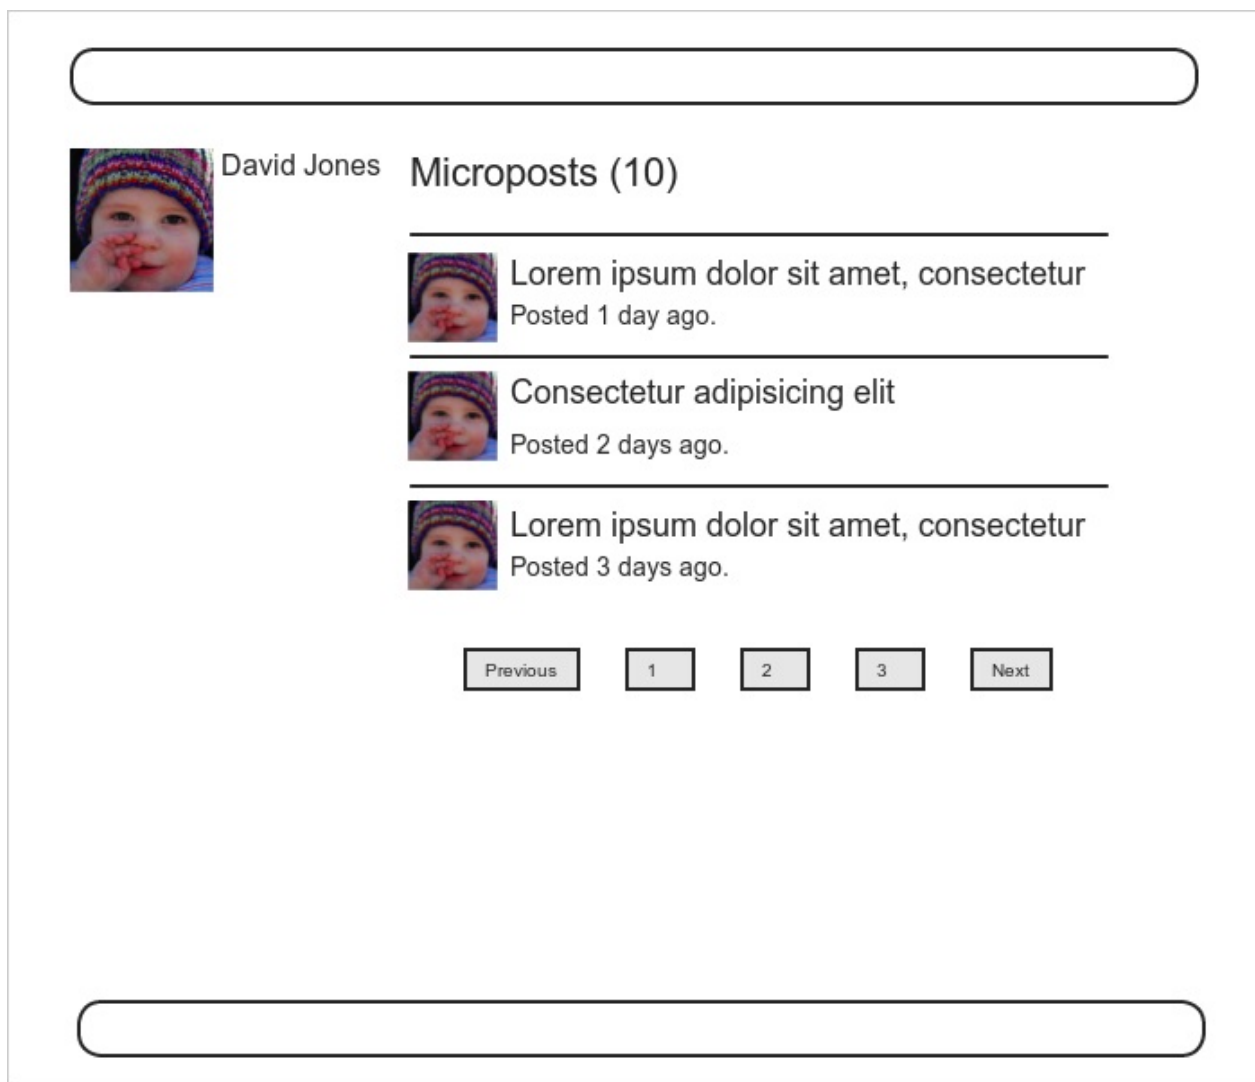 David Jones
Microposts (10)
Lorem ipsum dolor sit amet, consectetur
Posted 1 day ago.
Consectetur adipisicing elit
Posted 2 days ago.
Lorem ipsum dolor sit amet, consectetur
Posted 3 days ago.
Previous 1 2 3 Next